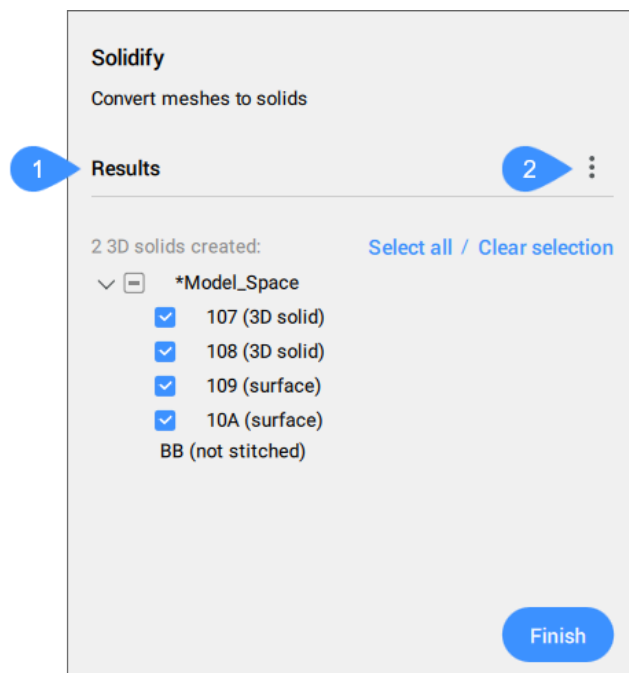 Solidify
Convert meshes to solids
1 Results 2
2 3D solids created: Select all / Clear selection
*Model_Space
107 (3D solid)
108 (3D solid)
109 (surface)
10A (surface)
BB (not stitched)
Finish